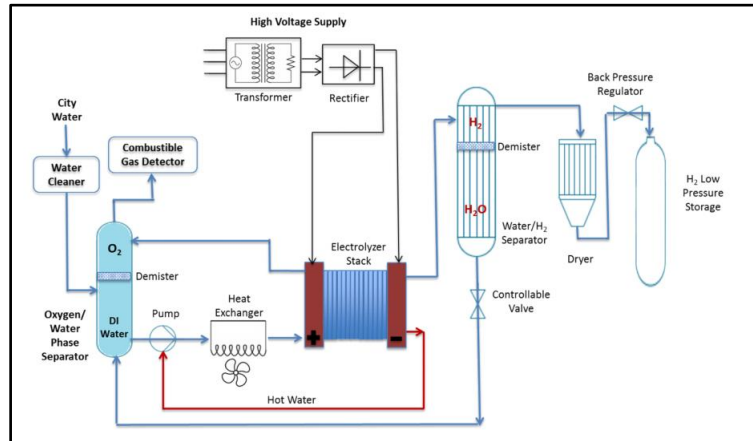 High Voltage Supply
Transformer
Rectifier
City
Water
Water
Cleaner
Combustible
Gas Detector
O₂
Demister
DI
Water
Oxygen/
Water
Phase
Separator
Pump
Heat
Exchanger
Electrolyzer
Stack
+
-
Hot Water
H₂
Demister
H₂O
Water/H₂
Separator
Controllable
Valve
Dryer
Back Pressure
Regulator
H₂ Low
Pressure
Storage